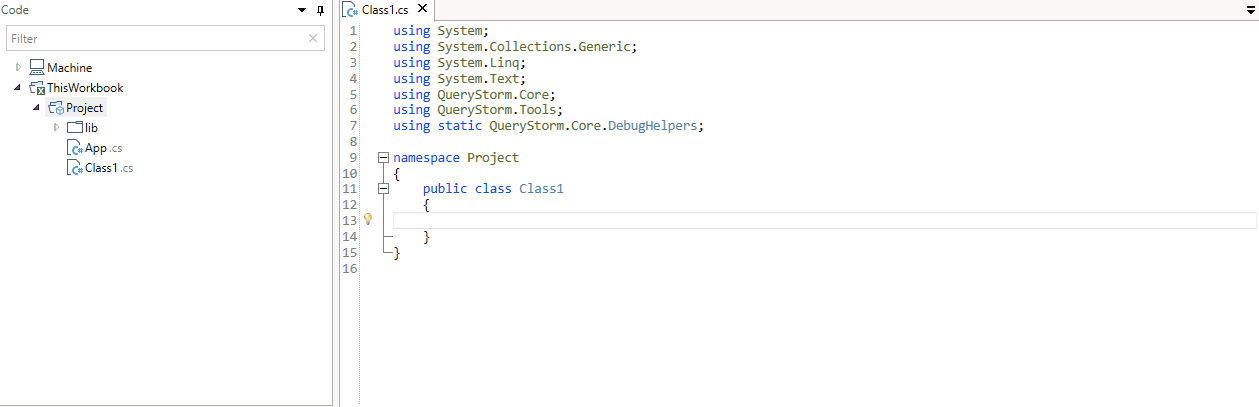 Code
Filter
Machine
ThisWorkbook
Project
lib
App.cs
Class1.cs
Class1.cs
1 using System;
2 using System.Collections.Generic;
3 using System.Linq;
4 using System.Text;
5 using QueryStorm.Core;
6 using QueryStorm.Tools;
7 using static QueryStorm.Core.DebugHelpers;
8
9 namespace Project
10 {
11 public class Class1
12 {
13
14 }
15 }
16